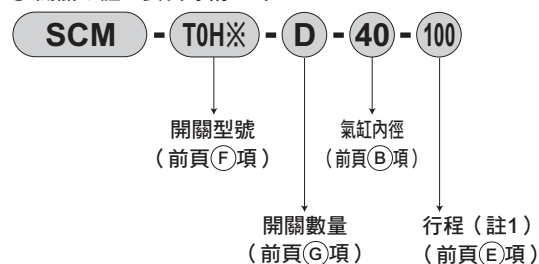 SCM - T0H※ - D - 40 - 100
開關型號
（前頁Ⓕ項）
氣缸內徑
（前頁Ⓑ項）
開關數量
（前頁Ⓖ項）
行程（註1）
（前頁Ⓔ項）